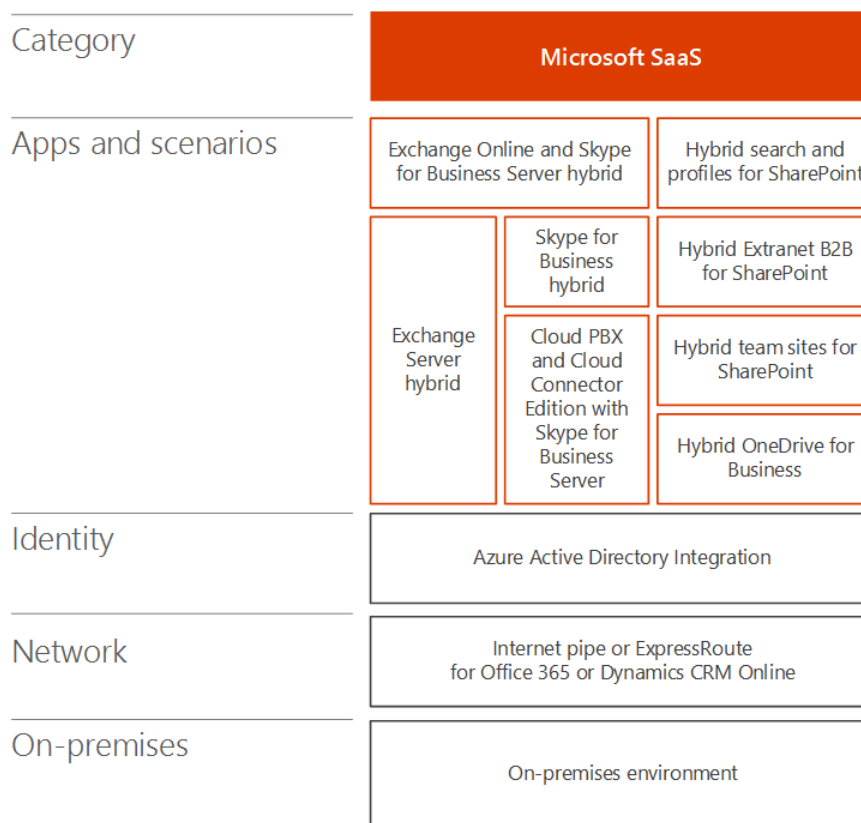 Category
Microsoft SaaS
Apps and scenarios
Exchange Online and Skype
for Business Server hybrid
Hybrid search and
profiles for SharePoint
Exchange
Server
hybrid
Skype for
Business
hybrid
Hybrid Extranet B2B
for SharePoint
Cloud PBX
and Cloud
Connector
Edition with
Skype for
Business
Server
Hybrid team sites for
SharePoint
Hybrid OneDrive for
Business
Identity
Azure Active Directory Integration
Network
Internet pipe or ExpressRoute
for Office 365 or Dynamics CRM Online
On-premises
On-premises environment